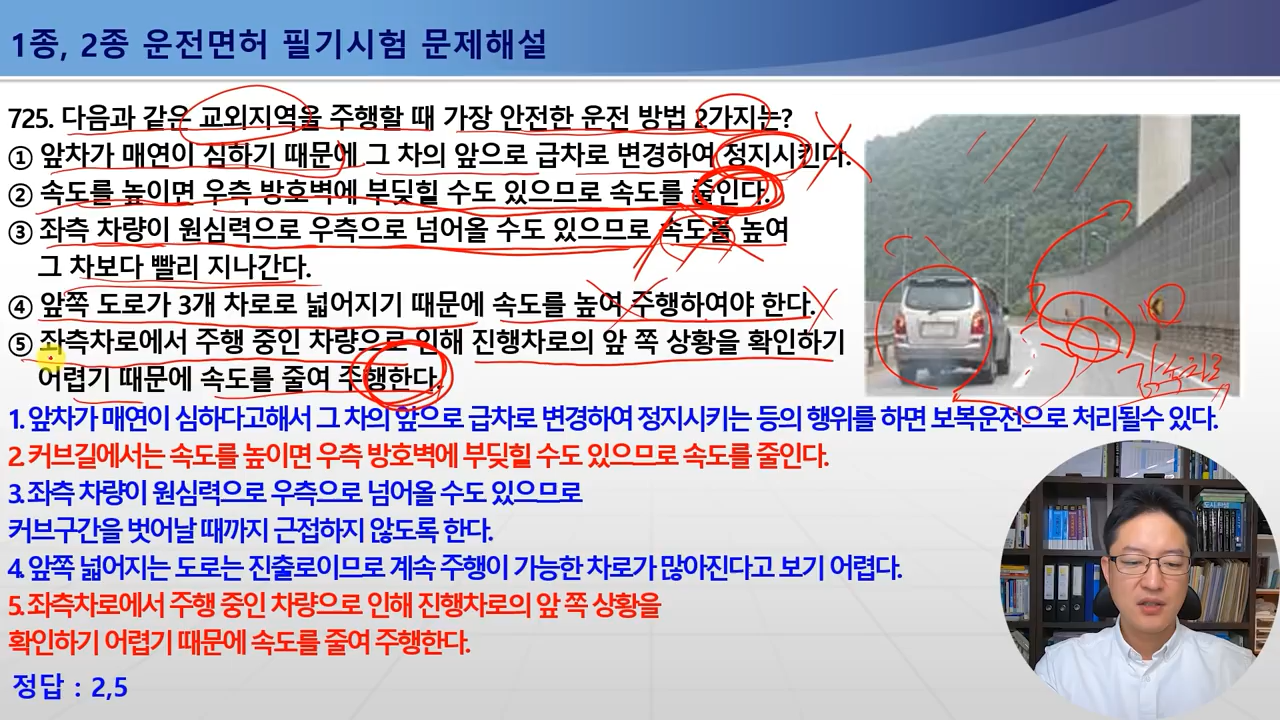 1종, 2종 운전면허 필기시험 문제해설
725. 다음과 같은 교외지역을 주행할 때 가장 안전한 운전 방법 2가지는?
① 앞차가 매연이 심하기 때문에 그 차의 앞으로 급차로 변경하여 정지시킨다.
② 속도를 높이면 우측 방호벽에 부딪힐 수도 있으므로 속도를 줄인다.
③ 좌측 차량이 원심력으로 우측으로 넘어올 수도 있으므로 속도를 높여
그 차보다 빨리 지나간다.
④ 앞쪽 도로가 3개 차로로 넓어지기 때문에 속도를 높여 주행하여야 한다.
⑤ 좌측차로에서 주행 중인 차량으로 인해 진행차로의 앞 쪽 상황을 확인하기
어렵기 때문에 속도를 줄여 주행한다.
감속차로
1. 앞차가 매연이 심하다고해서 그 차의 앞으로 급차로 변경하여 정지시키는 등의 행위를 하면 보복운전으로 처리될수 있다.
2. 커브길에서는 속도를 높이면 우측 방호벽에 부딪힐 수도 있으므로 속도를 줄인다.
3. 좌측 차량이 원심력으로 우측으로 넘어올 수도 있으므로
커브구간을 벗어날 때까지 근접하지 않도록 한다.
4. 앞쪽 넓어지는 도로는 진출로이므로 계속 주행이 가능한 차로가 많아진다고 보기 어렵다.
5. 좌측차로에서 주행 중인 차량으로 인해 진행차로의 앞 쪽 상황을
확인하기 어렵기 때문에 속도를 줄여 주행한다.
정답 : 2,5